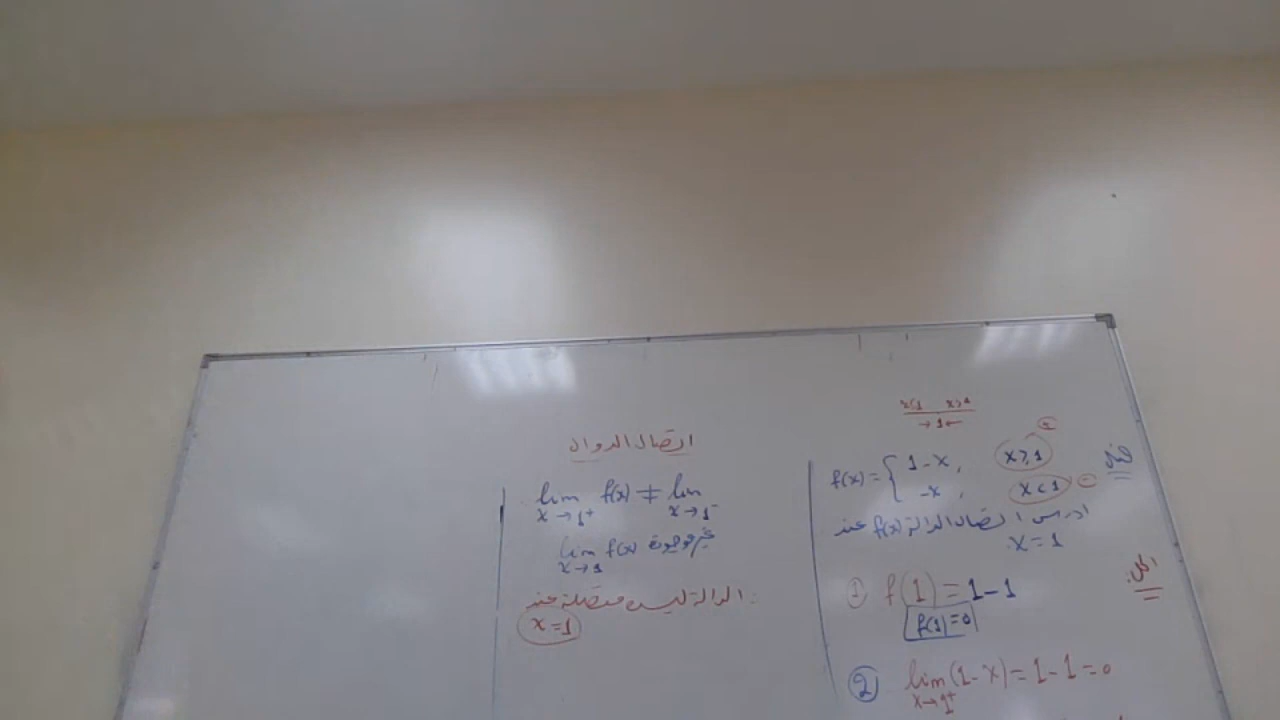 اتصال الدوال
x<1 x>1
→1←
f(x) = { 1-x, x≥1
-x, x<1
ادرس اتصال الدالة f(x) عند
x=1
الحل:
① f(1) = 1-1
f(1)=0
② lim (1-x) = 1-1=0
x→1⁺
lim f(x) ≠ lim
x→1⁺ x→1⁻
lim f(x) غير موجودة
x→1
∴ الدالة ليس متصلة عند
x=1